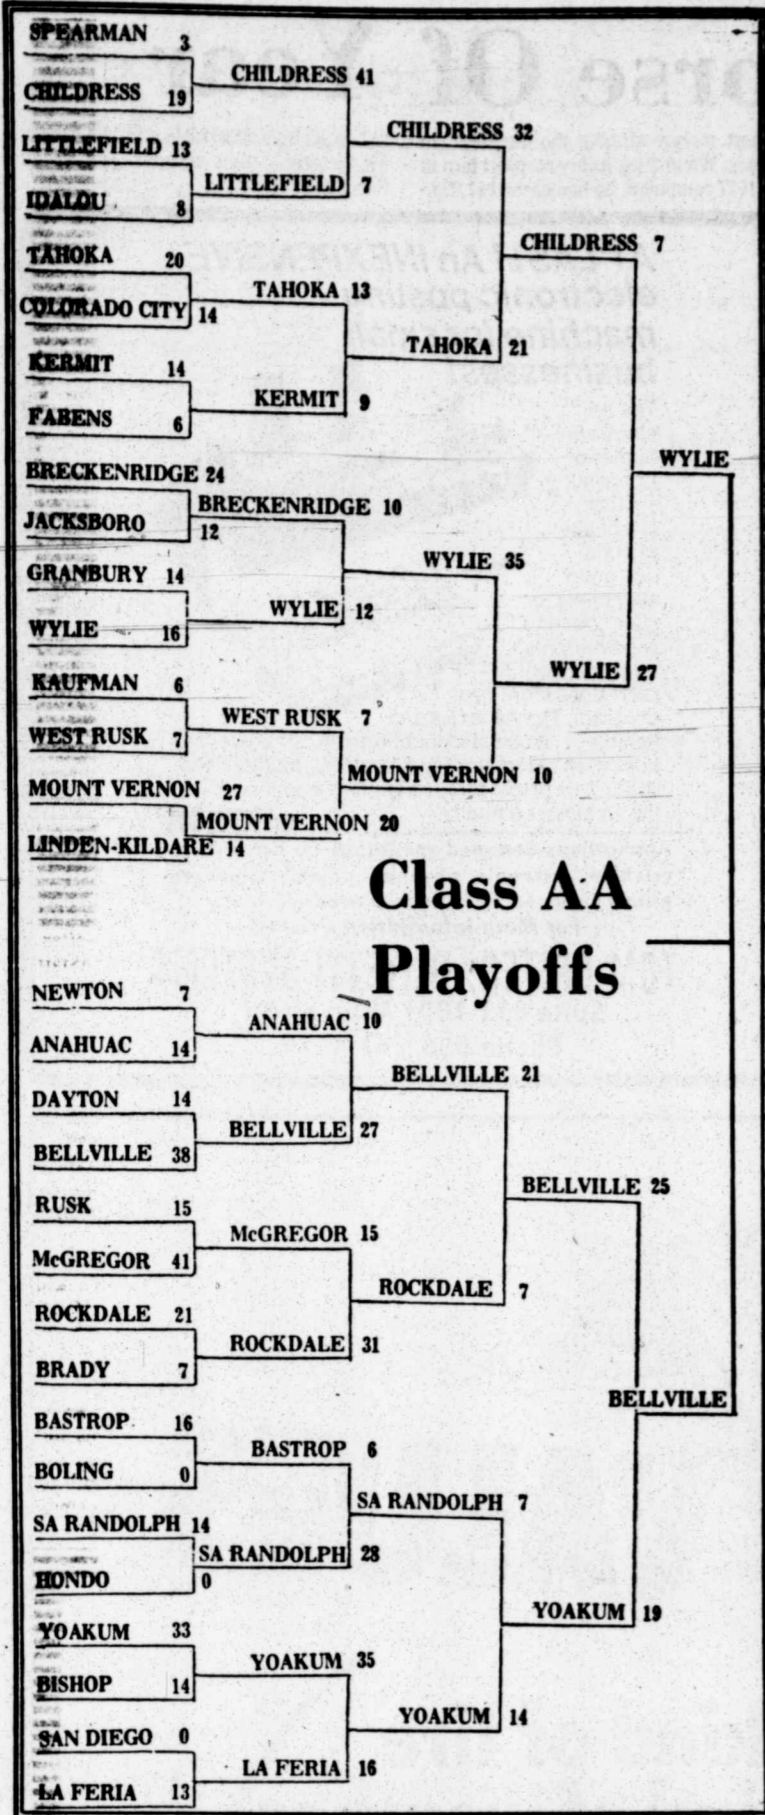 SPEARMAN 3
CHILDRESS 41
CHILDRESS 19
CHILDRESS 32
LITTLEFIELD 13
LITTLEFIELD 7
IDALOU 8
CHILDRESS 7
TAHOKA 20
TAHOKA 13
COLORADO CITY 14
TAHOKA 21
KERMIT 14
KERMIT 9
FABENS 6
WYLIE
BRECKENRIDGE 24
BRECKENRIDGE 10
JACKSBORO 12
WYLIE 35
GRANBURY 14
WYLIE 12
WYLIE 16
WYLIE 27
KAUFMAN 6
WEST RUSK 7
WEST RUSK 7
MOUNT VERNON 10
MOUNT VERNON 27
MOUNT VERNON 20
LINDEN-KILDARE 14
Class AA
Playoffs
NEWTON 7
ANAHUAC 10
ANAHUAC 14
BELLVILLE 21
DAYTON 14
BELLVILLE 27
BELLVILLE 38
BELLVILLE 25
RUSK 15
McGREGOR 15
McGREGOR 41
ROCKDALE 7
ROCKDALE 21
ROCKDALE 31
BRADY 7
BELLVILLE
BASTROP 16
BASTROP 6
BOLING 0
SA RANDOLPH 7
SA RANDOLPH 14
SA RANDOLPH 28
HONDO 0
YOAKUM 19
YOAKUM 33
YOAKUM 35
BISHOP 14
YOAKUM 14
SAN DIEGO 0
LA FERIA 16
LA FERIA 13